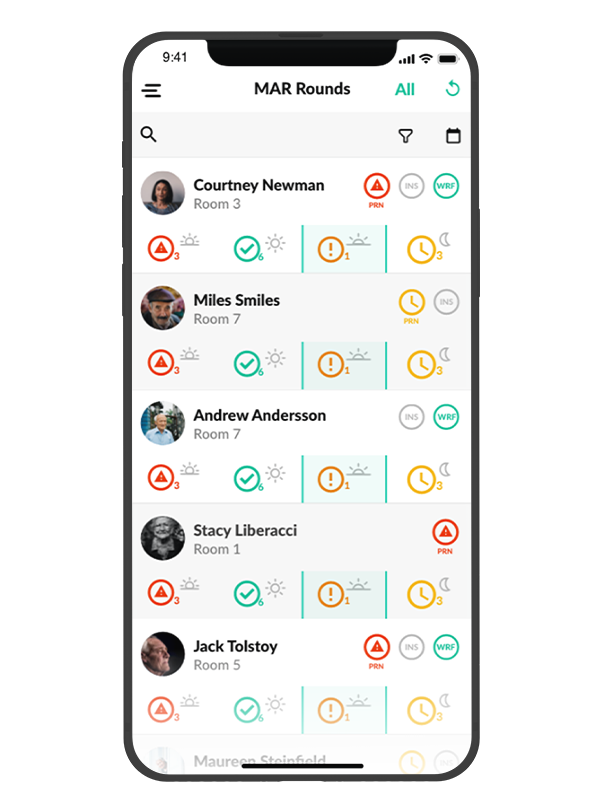 9:41
MAR Rounds All
Courtney Newman
Room 3
PRN INS WRF
3 6 1 3
Miles Smiles
Room 7
PRN INS
3 6 1 3
Andrew Andersson
Room 7
INS WRF
3 6 1 3
Stacy Liberacci
Room 1
PRN
3 6 1 3
Jack Tolstoy
Room 5
PRN INS WRF
3 6 1 3
Maureen Steinfield
INS